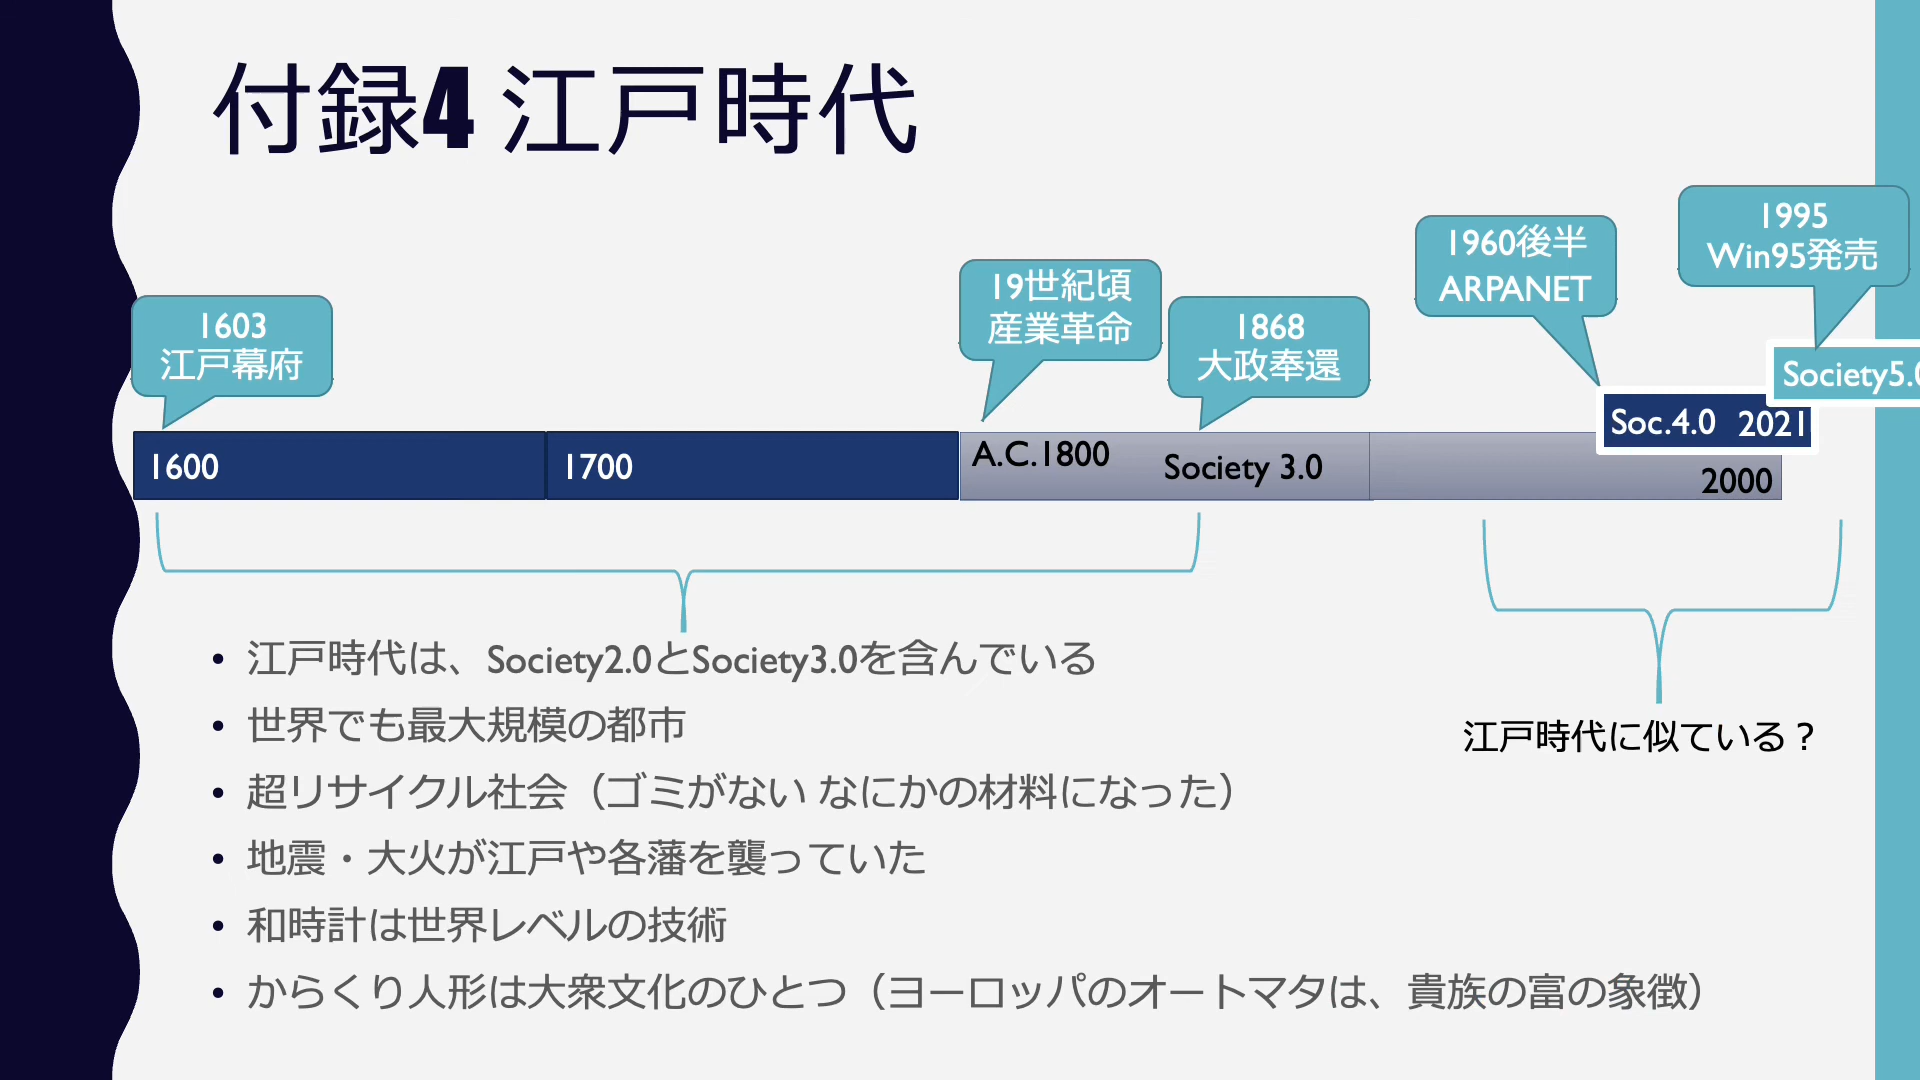 付録4 江戸時代
1603
江戸幕府
19世紀頃
産業革命
1868
大政奉還
1960後半
ARPANET
1995
Win95発売
1600
1700
A.C.1800
Society 3.0
Soc.4.0 2021
Society5.0
2000
• 江戸時代は、Society2.0とSociety3.0を含んでいる
• 世界でも最大規模の都市
• 超リサイクル社会（ゴミがない なにかの材料になった）
• 地震・大火が江戸や各藩を襲っていた
• 和時計は世界レベルの技術
• からくり人形は大衆文化のひとつ（ヨーロッパのオートマタは、貴族の富の象徴）
江戸時代に似ている？